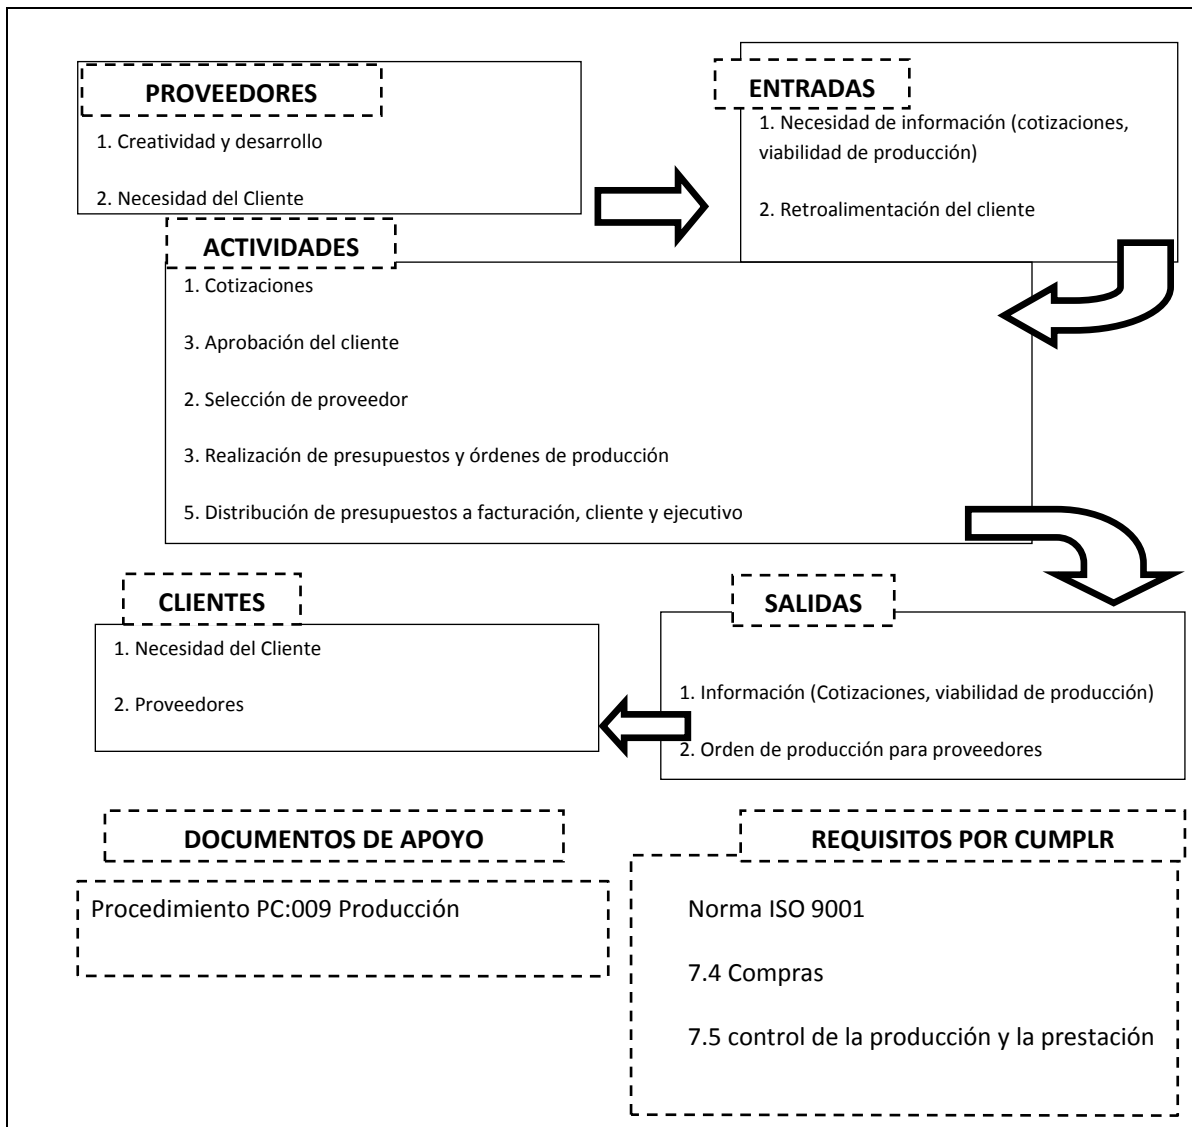 PROVEEDORES
1. Creatividad y desarrollo
2. Necesidad del Cliente
ENTRADAS
1. Necesidad de información (cotizaciones,
viabilidad de producción)
2. Retroalimentación del cliente
ACTIVIDADES
1. Cotizaciones
3. Aprobación del cliente
2. Selección de proveedor
3. Realización de presupuestos y órdenes de producción
5. Distribución de presupuestos a facturación, cliente y ejecutivo
CLIENTES
1. Necesidad del Cliente
2. Proveedores
SALIDAS
1. Información (Cotizaciones, viabilidad de producción)
2. Orden de producción para proveedores
DOCUMENTOS DE APOYO
Procedimiento PC:009 Producción
REQUISITOS POR CUMPLR
Norma ISO 9001
7.4 Compras
7.5 control de la producción y la prestación